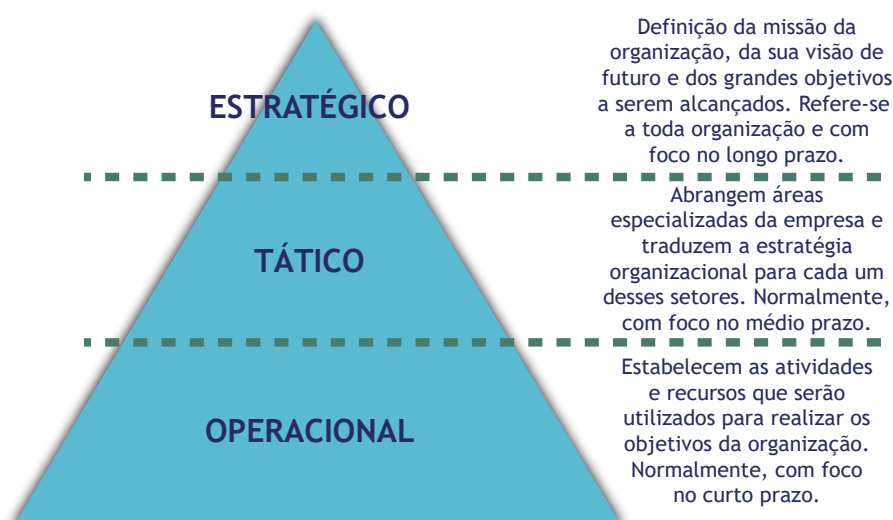 ESTRATÉGICO
Definição da missão da
organização, da sua visão de
futuro e dos grandes objetivos
a serem alcançados. Refere-se
a toda organização e com
foco no longo prazo.
TÁTICO
Abrangem áreas
especializadas da empresa e
traduzem a estratégia
organizacional para cada um
desses setores. Normalmente,
com foco no médio prazo.
OPERACIONAL
Estabelecem as atividades
e recursos que serão
utilizados para realizar os
objetivos da organização.
Normalmente, com foco
no curto prazo.